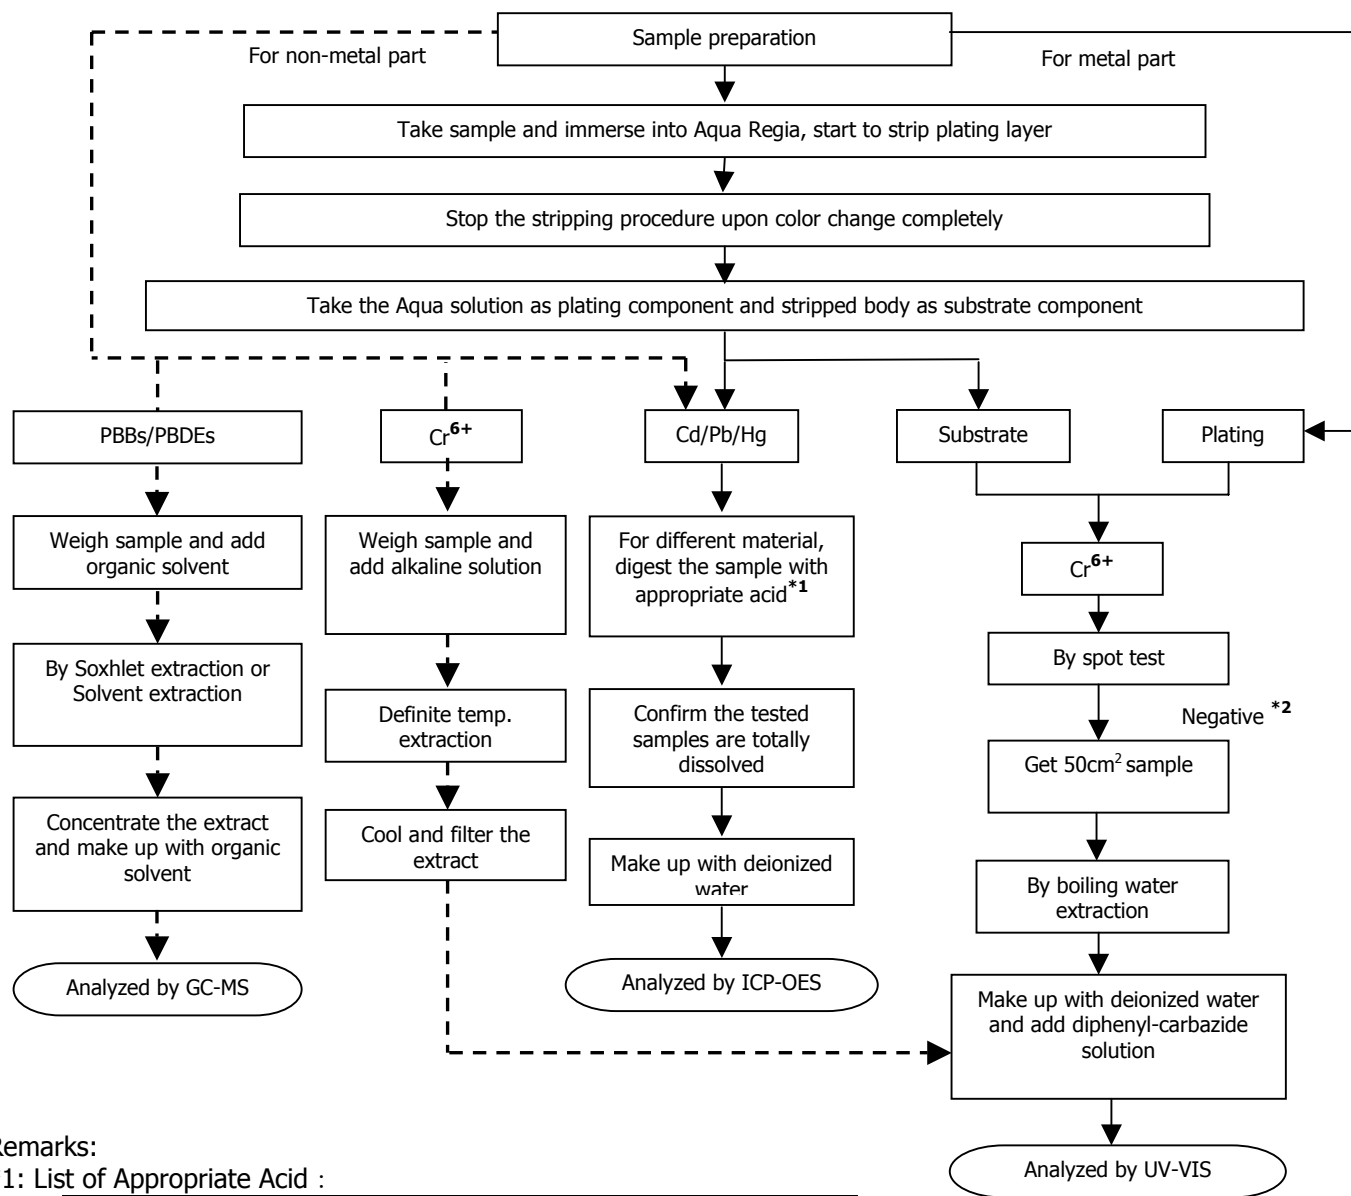 Sample preparation
For non-metal part
For metal part
Take sample and immerse into Aqua Regia, start to strip plating layer
Stop the stripping procedure upon color change completely
Take the Aqua solution as plating component and stripped body as substrate component
PBBs/PBDEs
Cr6+
Cd/Pb/Hg
Substrate
Plating
Weigh sample and add
organic solvent
Weigh sample and
add alkaline solution
For different material,
digest the sample with
appropriate acid*1
Cr6+
By Soxhlet extraction or
Solvent extraction
Definite temp.
extraction
Confirm the tested
samples are totally
dissolved
By spot test
Negative *2
Get 50cm2 sample
Concentrate the extract
and make up with organic
solvent
Cool and filter the
extract
Make up with deionized
water
By boiling water
extraction
Analyzed by GC-MS
Analyzed by ICP-OES
Make up with deionized water
and add diphenyl-carbazide
solution
Analyzed by UV-VIS
Remarks:
1: List of Appropriate Acid :